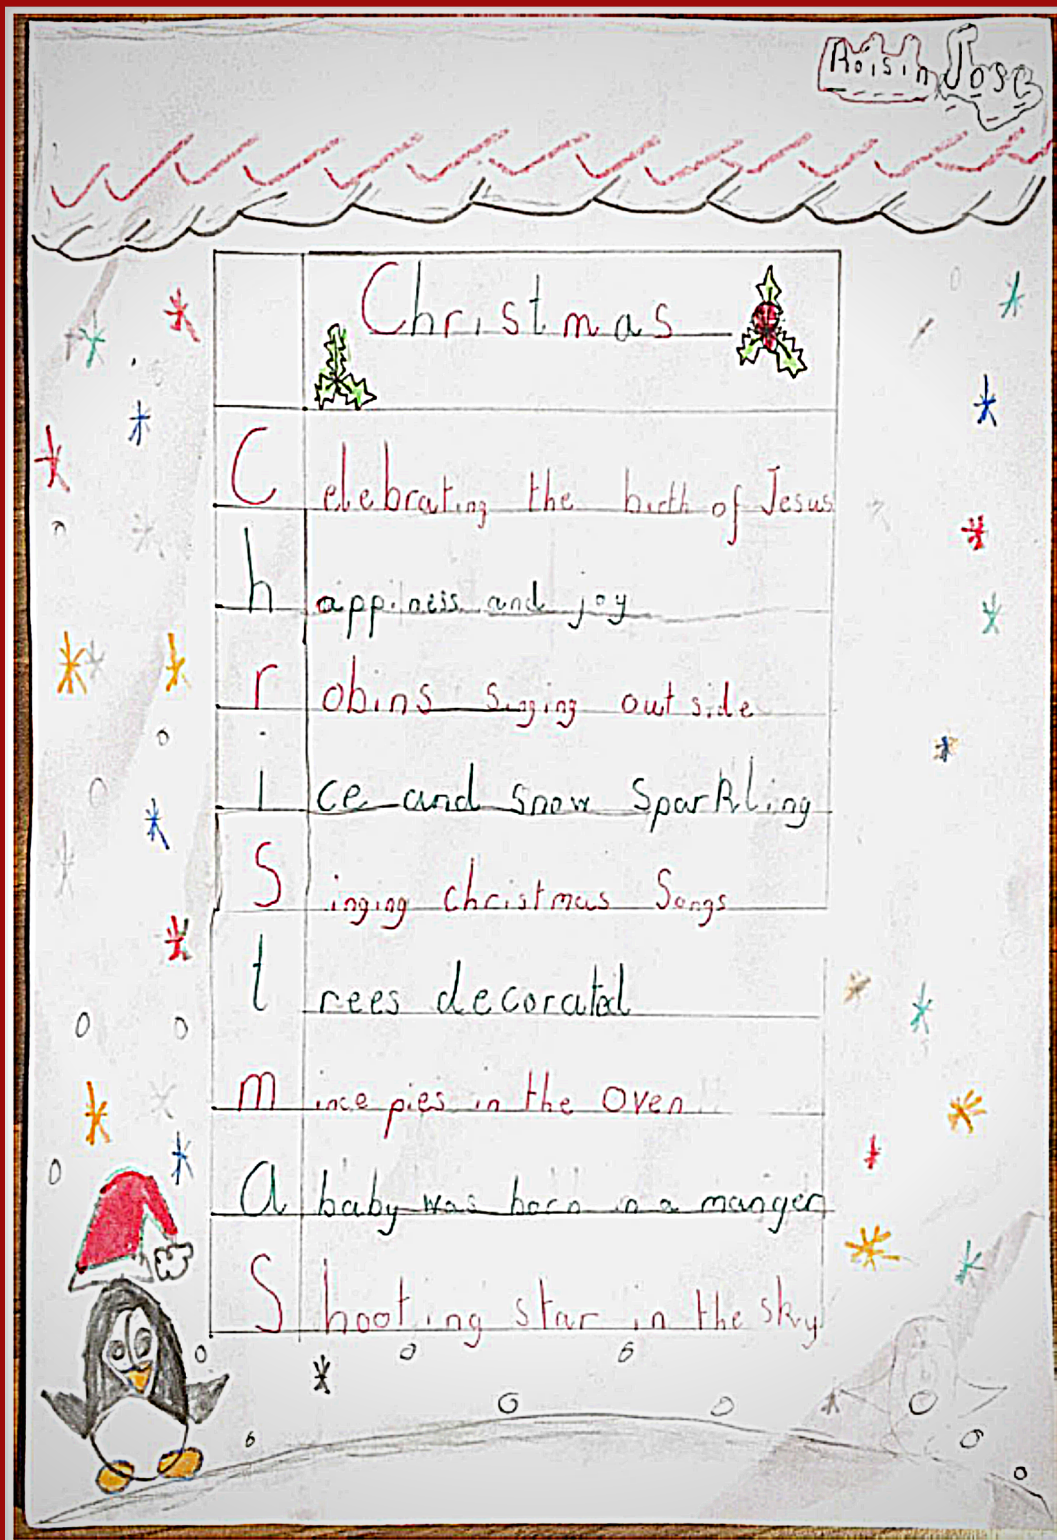 Roisin Jose
Christmas
Celebrating the birth of Jesus
happiness and joy
robins singing outside
ice and snow sparkling
Singing christmas Songs
trees decorated
mince pies in the Oven
A baby was born in a manger
Shooting star in the sky